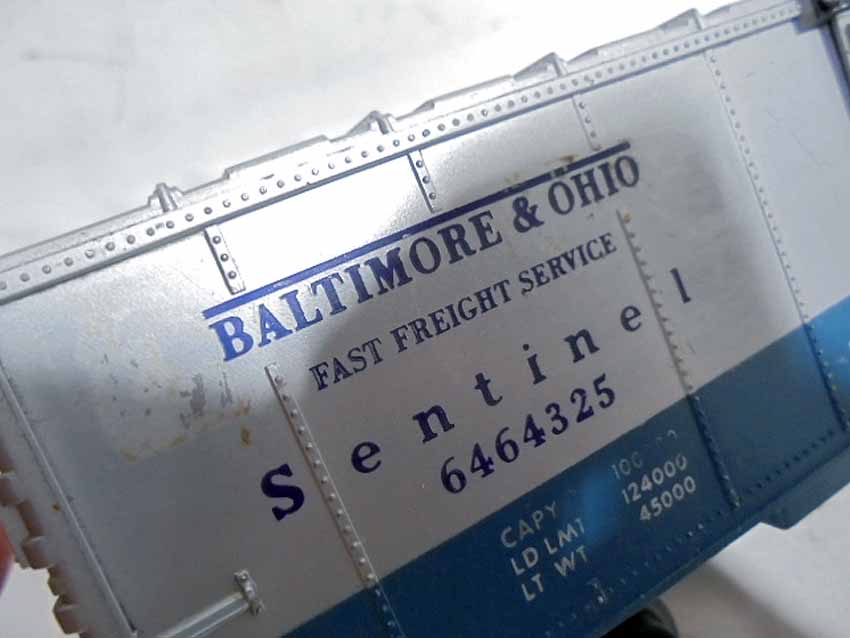 BALTIMORE & OHIO
FAST FREIGHT SERVICE
Sentinel
6464325
CAPY
LD LMT 124000
LT WT 45000